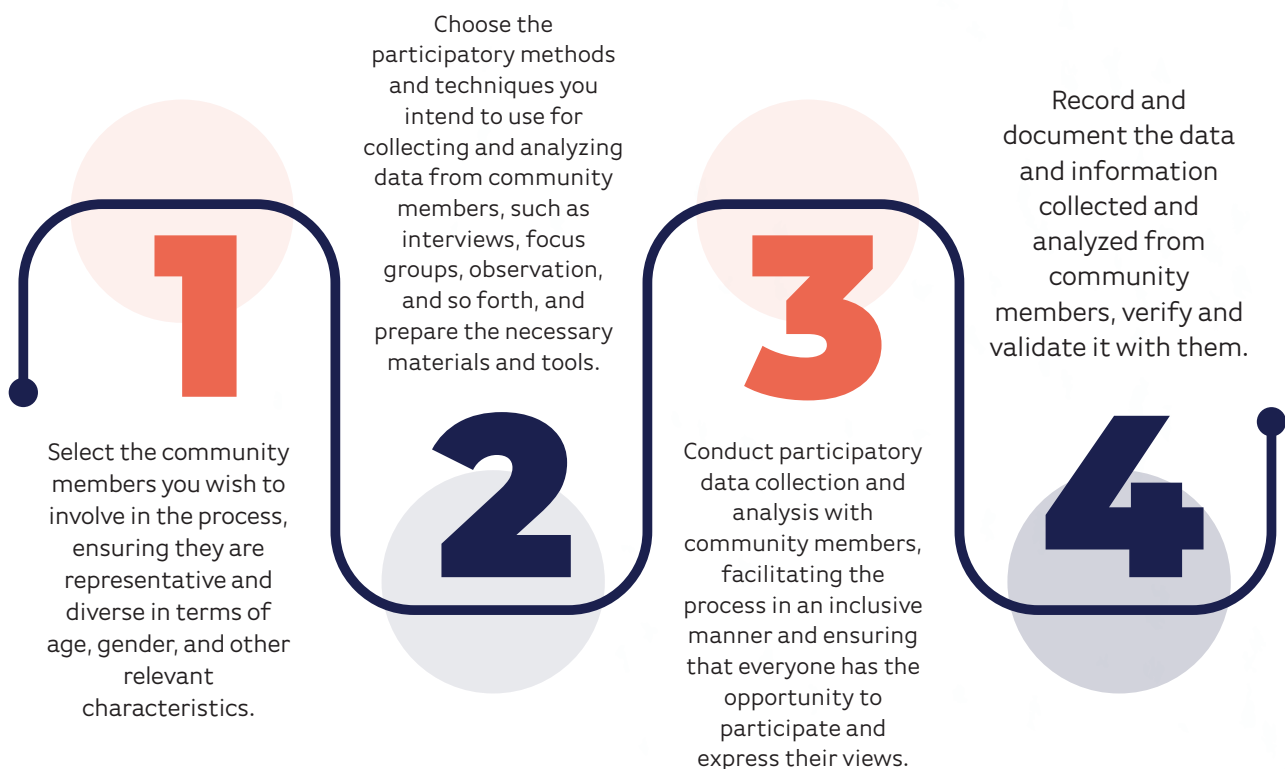 1
Select the community
members you wish to
involve in the process,
ensuring they are
representative and
diverse in terms of
age, gender, and other
relevant
characteristics.
Choose the
participatory methods
and techniques you
intend to use for
collecting and analyzing
data from community
members, such as
interviews, focus
groups, observation,
and so forth, and
prepare the necessary
materials and tools.
2
3
Conduct participatory
data collection and
analysis with
community members,
facilitating the
process in an inclusive
manner and ensuring
that everyone has the
opportunity to
participate and
express their views.
Record and
document the data
and information
collected and
analyzed from
community
members, verify and
validate it with them.
4